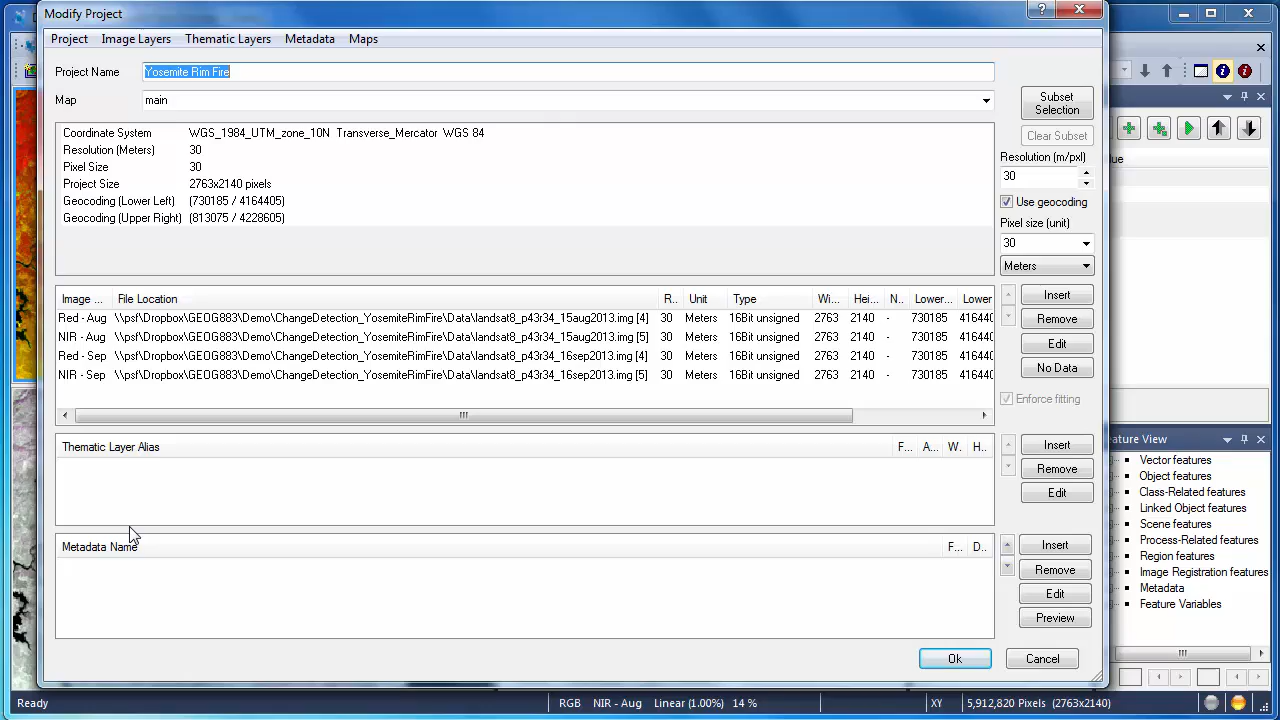 Modify Project
Project Image Layers Thematic Layers Metadata Maps
Project Name Yosemite Rim Fire
Map main
Subset Selection
Coordinate System WGS_1984_UTM_zone_10N Transverse_Mercator WGS 84
Clear Subset
Resolution (Meters) 30
Resolution (m/pxl)
Pixel Size 30
30
Project Size 2763x2140 pixels
Geocoding (Lower Left) (730185 / 4164405)
Use geocoding
Geocoding (Upper Right) (813075 / 4228605)
Pixel size (unit)
30
Meters
Image ... File Location R.. Unit Type Wi... Hei... N.. Lower... Lower
Insert
Red - Aug \\psf\Dropbox\GEOG883\Demo\ChangeDetection_YosemiteRimFire\Data\landsat8_p43r34_15aug2013.img [4] 30 Meters 16Bit unsigned 2763 2140 - 730185 416440
Remove
NIR - Aug \\psf\Dropbox\GEOG883\Demo\ChangeDetection_YosemiteRimFire\Data\landsat8_p43r34_15aug2013.img [5] 30 Meters 16Bit unsigned 2763 2140 - 730185 416440
Edit
Red - Sep \\psf\Dropbox\GEOG883\Demo\ChangeDetection_YosemiteRimFire\Data\landsat8_p43r34_16sep2013.img [4] 30 Meters 16Bit unsigned 2763 2140 - 730185 416440
No Data
NIR - Sep \\psf\Dropbox\GEOG883\Demo\ChangeDetection_YosemiteRimFire\Data\landsat8_p43r34_16sep2013.img [5] 30 Meters 16Bit unsigned 2763 2140 - 730185 416440
Enforce fitting
Thematic Layer Alias F... A... W. H..
Insert
Remove
Edit
Metadata Name F... D..
Insert
Remove
Edit
Preview
Ok Cancel
ue
eature View
Vector features
Object features
Class-Related features
Linked Object features
Scene features
Process-Related features
Region features
Image Registration features
Metadata
Feature Variables
Ready RGB NIR - Aug Linear (1.00%) 14 % XY 5,912,820 Pixels (2763x2140)